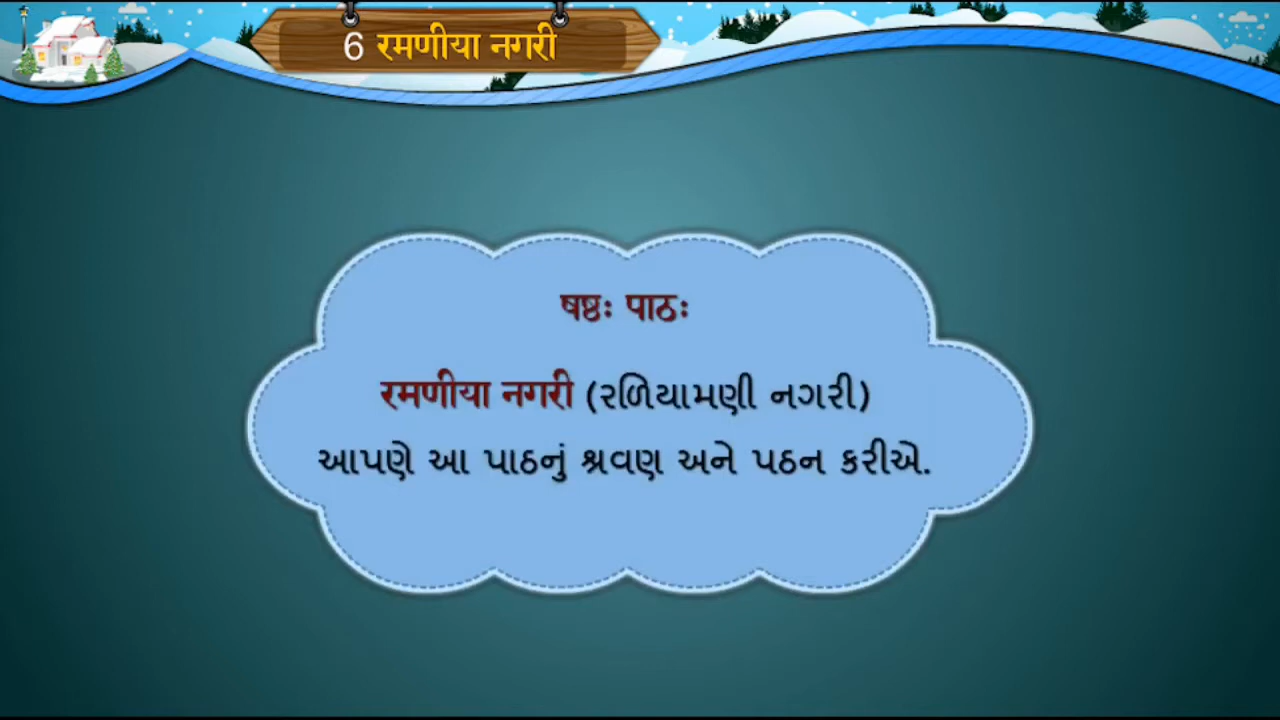 6 रमणीया नगरी
षष्ठः पाठः
रमणीया नगरी (રળિયામણી નગરી)
આપણે આ પાઠનું શ્રવણ અને પઠન કરીએ.